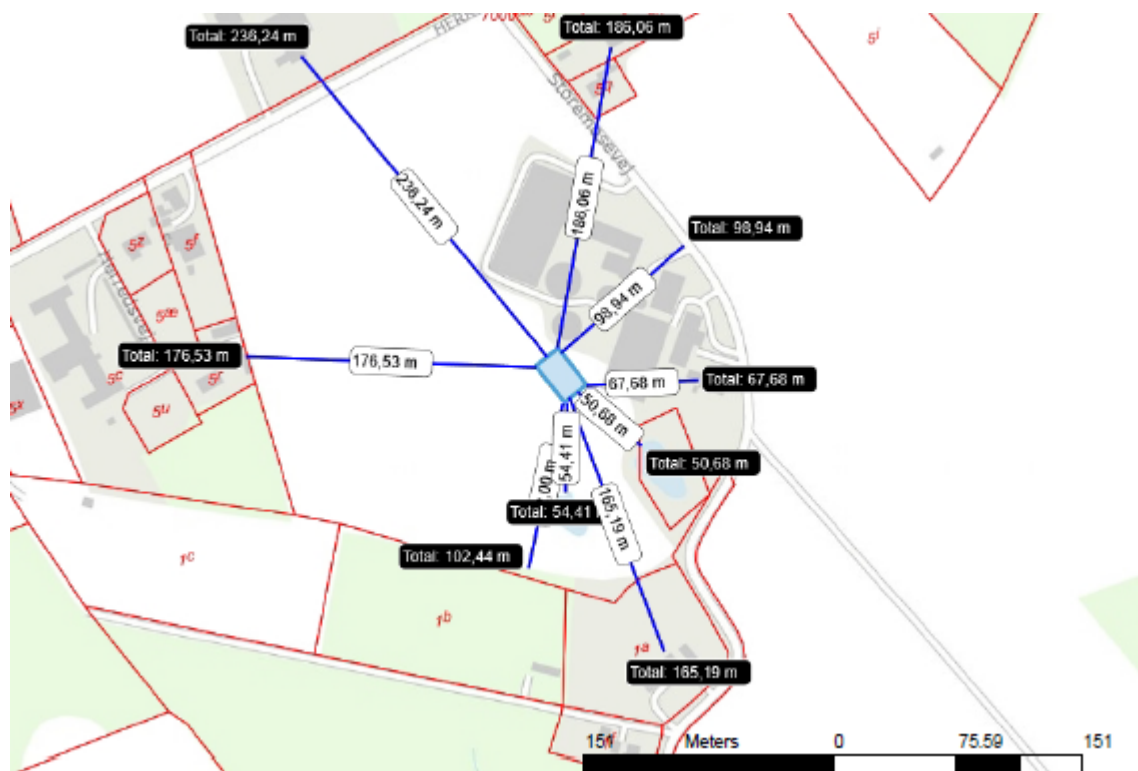 Total: 236,24 m
Total: 186,06 m
5i
Storemosevej
236,24 m
186,06 m
Total: 98,94 m
98,94 m
5z
5f
5æ
Total: 176,53 m
176,53 m
5c
5r
5u
5x
67,68 m
Total: 67,68 m
50,68 m
54,41 m
Total: 50,68 m
165,19 m
Total: 54,41
Total: 102,44 m
1c
1b
1a
Total: 165,19 m
151 Meters 0 75.59 151